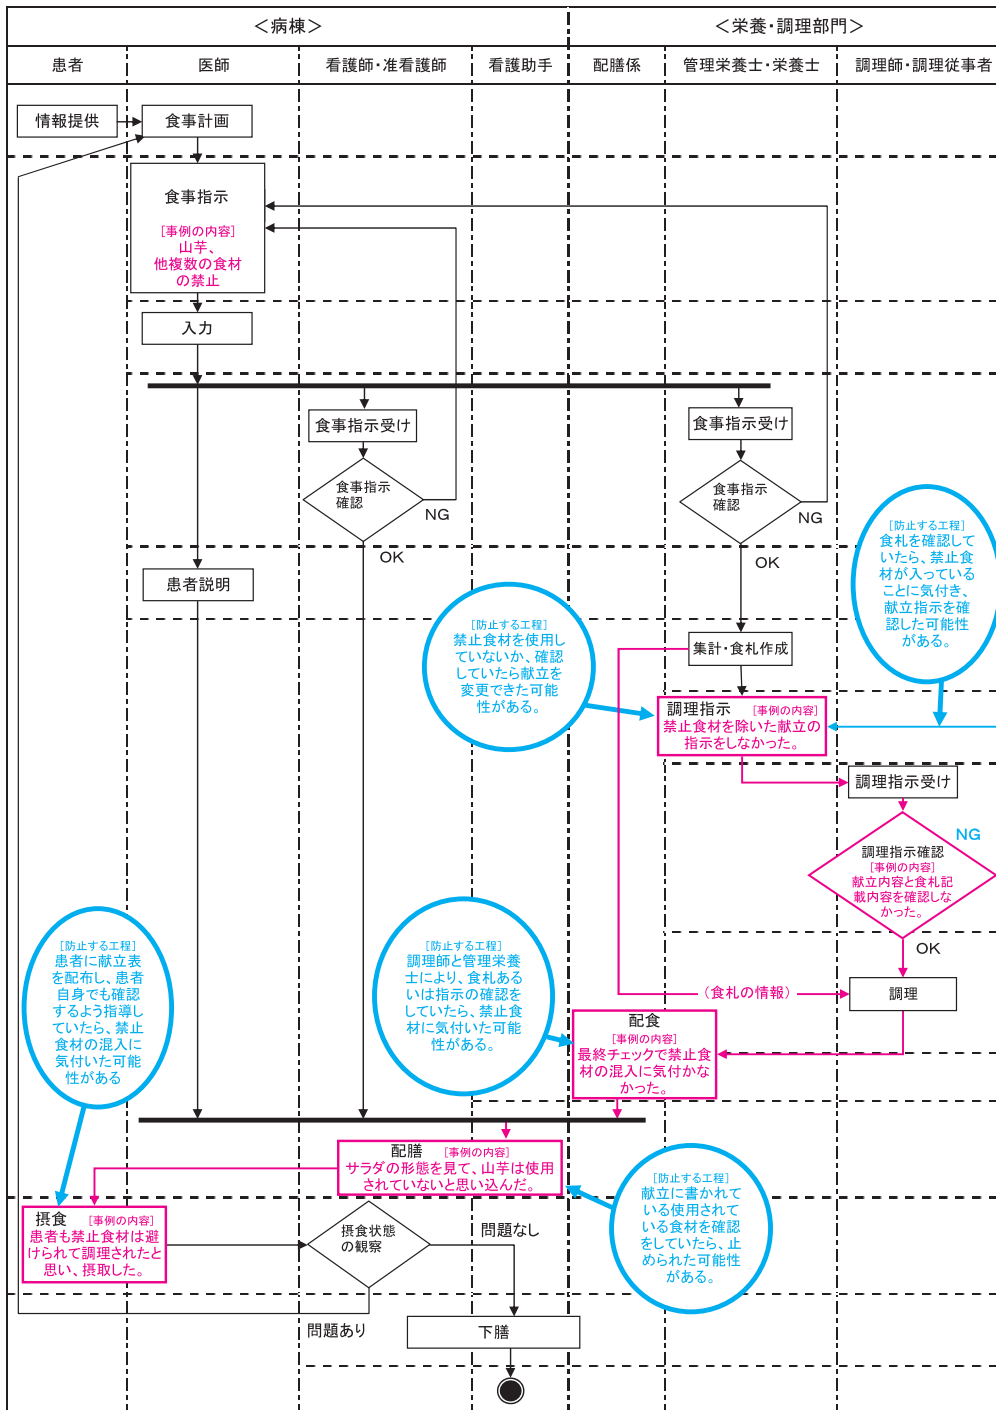 ＜病棟＞
＜栄養・調理部門＞
患者
医師
看護師・准看護師
看護助手
配膳係
管理栄養士・栄養士
調理師・調理従事者
情報提供
食事計画
食事指示
［事例の内容］
山芋、
他複数の食材
の禁止
入力
食事指示受け
食事指示
確認
NG
OK
食事指示受け
食事指示
確認
NG
OK
［防止する工程］
食札を確認して
いたら、禁止食
材が入っている
ことに気付き、
献立指示を確
認した可能性
がある。
患者説明
［防止する工程］
禁止食材を使用し
ていないか、確認
していたら献立を
変更できた可能
性がある。
集計・食札作成
調理指示 ［事例の内容］
禁止食材を除いた献立の
指示をしなかった。
調理指示受け
NG
調理指示確認
［事例の内容］
献立内容と食札記
載内容を確認しな
かった。
OK
［防止する工程］
患者に献立表
を配布し、患者
自身でも確認
するよう指導し
ていたら、禁止
食材の混入に
気付いた可能
性がある
［防止する工程］
調理師と管理栄養
士により、食札ある
いは指示の確認を
していたら、禁止食
材に気付いた可能
性がある。
（食札の情報）
調理
配食
［事例の内容］
最終チェックで禁止食
材の混入に気付かな
かった。
配膳 ［事例の内容］
サラダの形態を見て、山芋は使用
されていないと思い込んだ。
［防止する工程］
献立に書かれて
いる使用されて
いる食材を確認
をしていたら、止
められた可能性
がある。
摂食 ［事例の内容］
患者も禁止食材は避
けられて調理されたと
思い、摂取した。
摂食状態
の観察
問題なし
問題あり
下膳